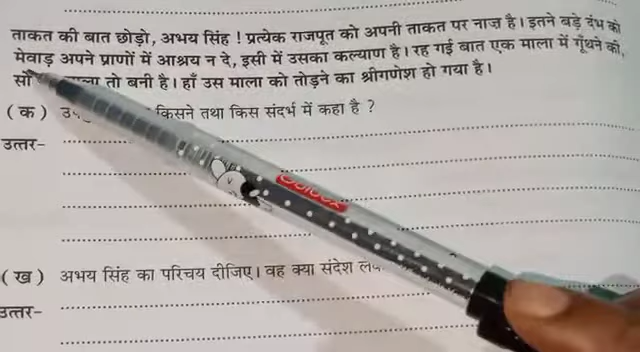 ताकत की बात छोड़ो, अभय सिंह ! प्रत्येक राजपूत को अपनी ताकत पर नाज़ है। इतने बड़े दंभ को
मेवाड़ अपने प्राणों में आश्रय न दे, इसी में उसका कल्याण है। रह गई बात एक माला में गूँथने की,
तो बनी है। हाँ उस माला को तोड़ने का श्रीगणेश हो गया है।
(क) किसने तथा किस संदर्भ में कहा है ?
उत्तर-
(ख) अभय सिंह का परिचय दीजिए। वह क्या संदेश
उत्तर-